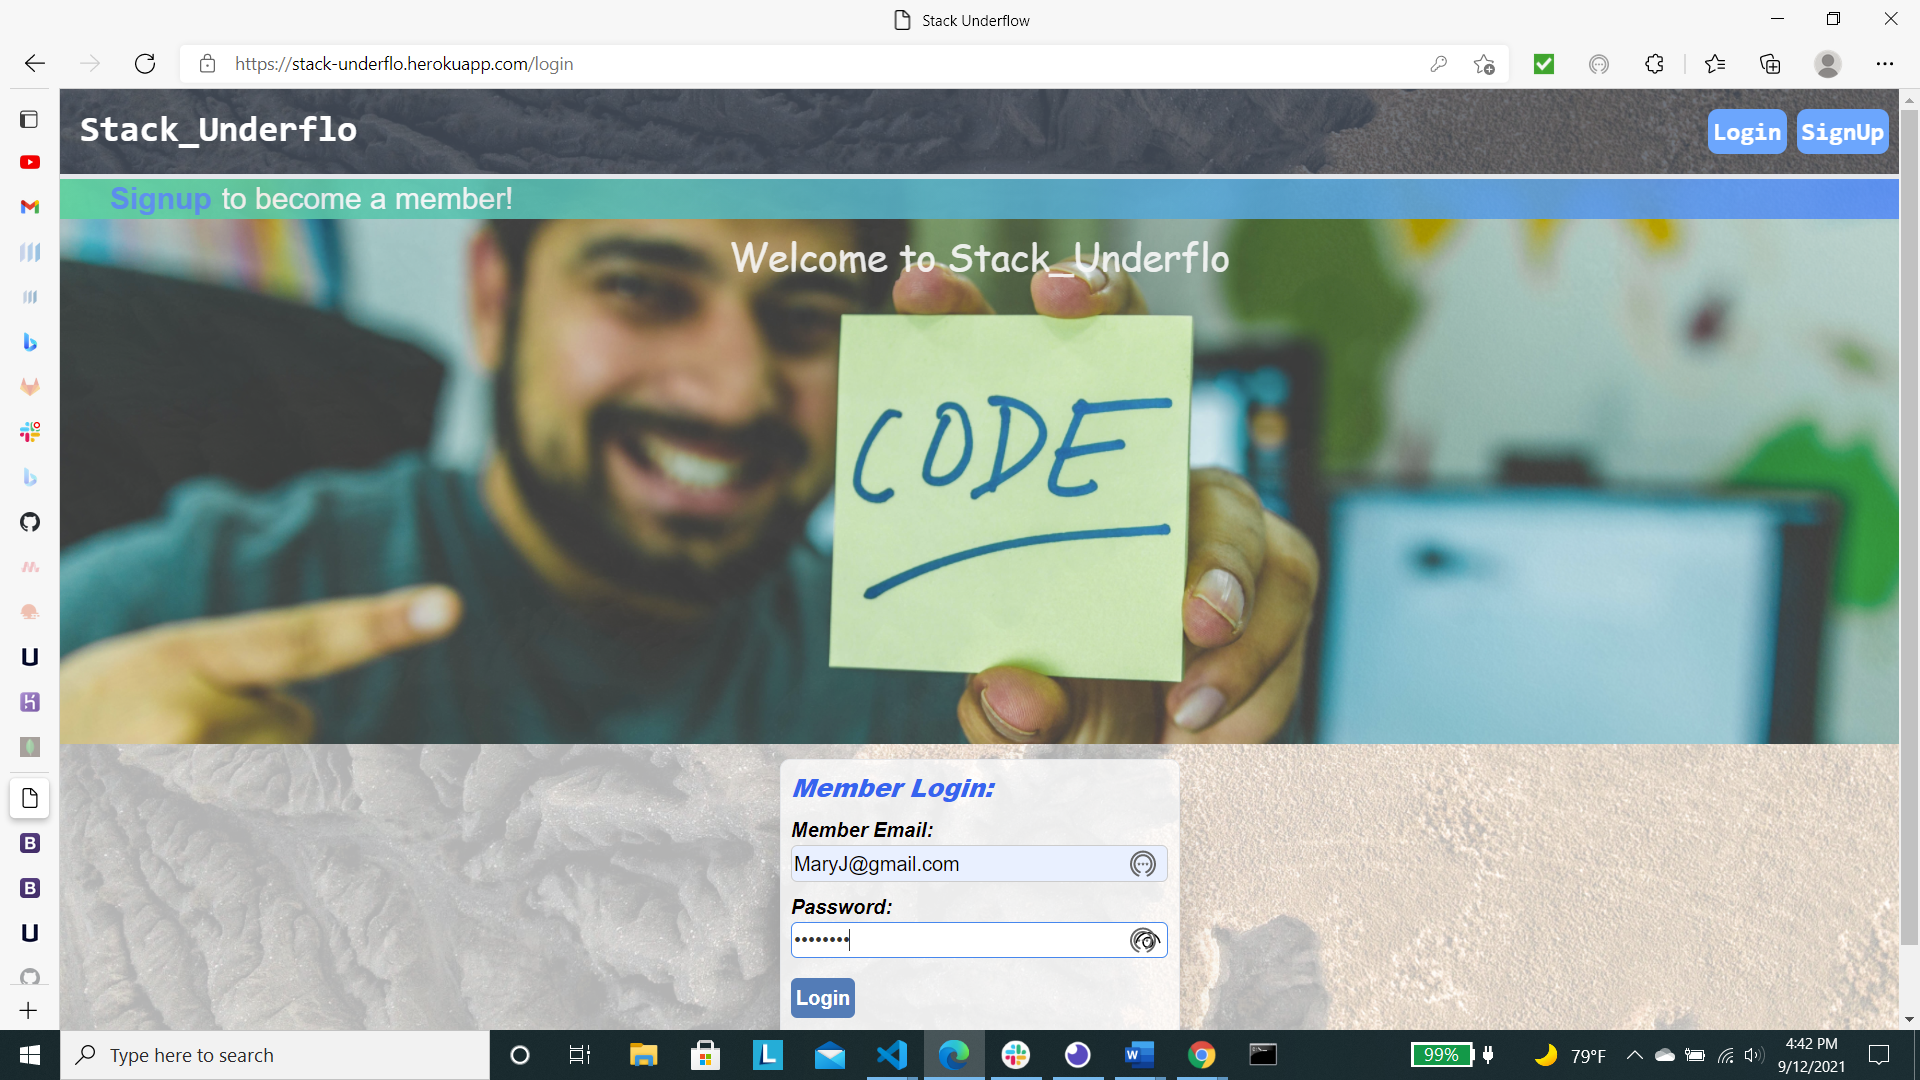 Stack Underflow
https://stack-underflo.herokuapp.com/login
Stack_Underflo
Login SignUp
Signup to become a member!
Welcome to Stack_Underflo
CODE
Member Login:
Member Email:
MaryJ@gmail.com
Password:
••••••••
Login
Type here to search
99%
79°F
4:42 PM
9/12/2021